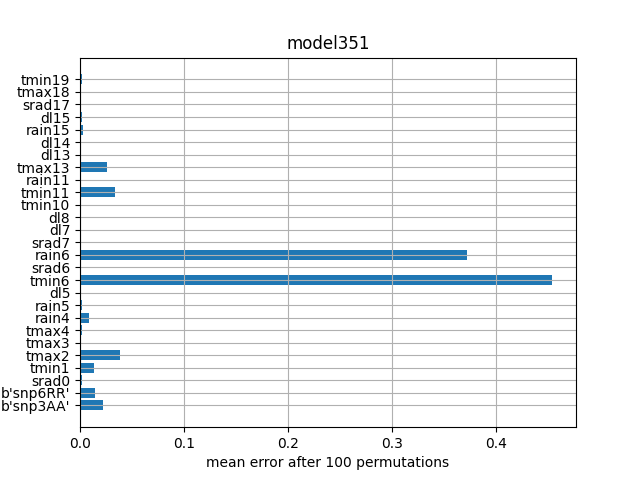 model351
tmin19
tmax18
srad17
dl15
rain15
dl14
dl13
tmax13
rain11
tmin11
tmin10
dl8
dl7
srad7
rain6
srad6
tmin6
dl5
rain5
rain4
tmax4
tmax3
tmax2
tmin1
srad0
b'snp6RR'
b'snp3AA'
0.0 0.1 0.2 0.3 0.4
mean error after 100 permutations